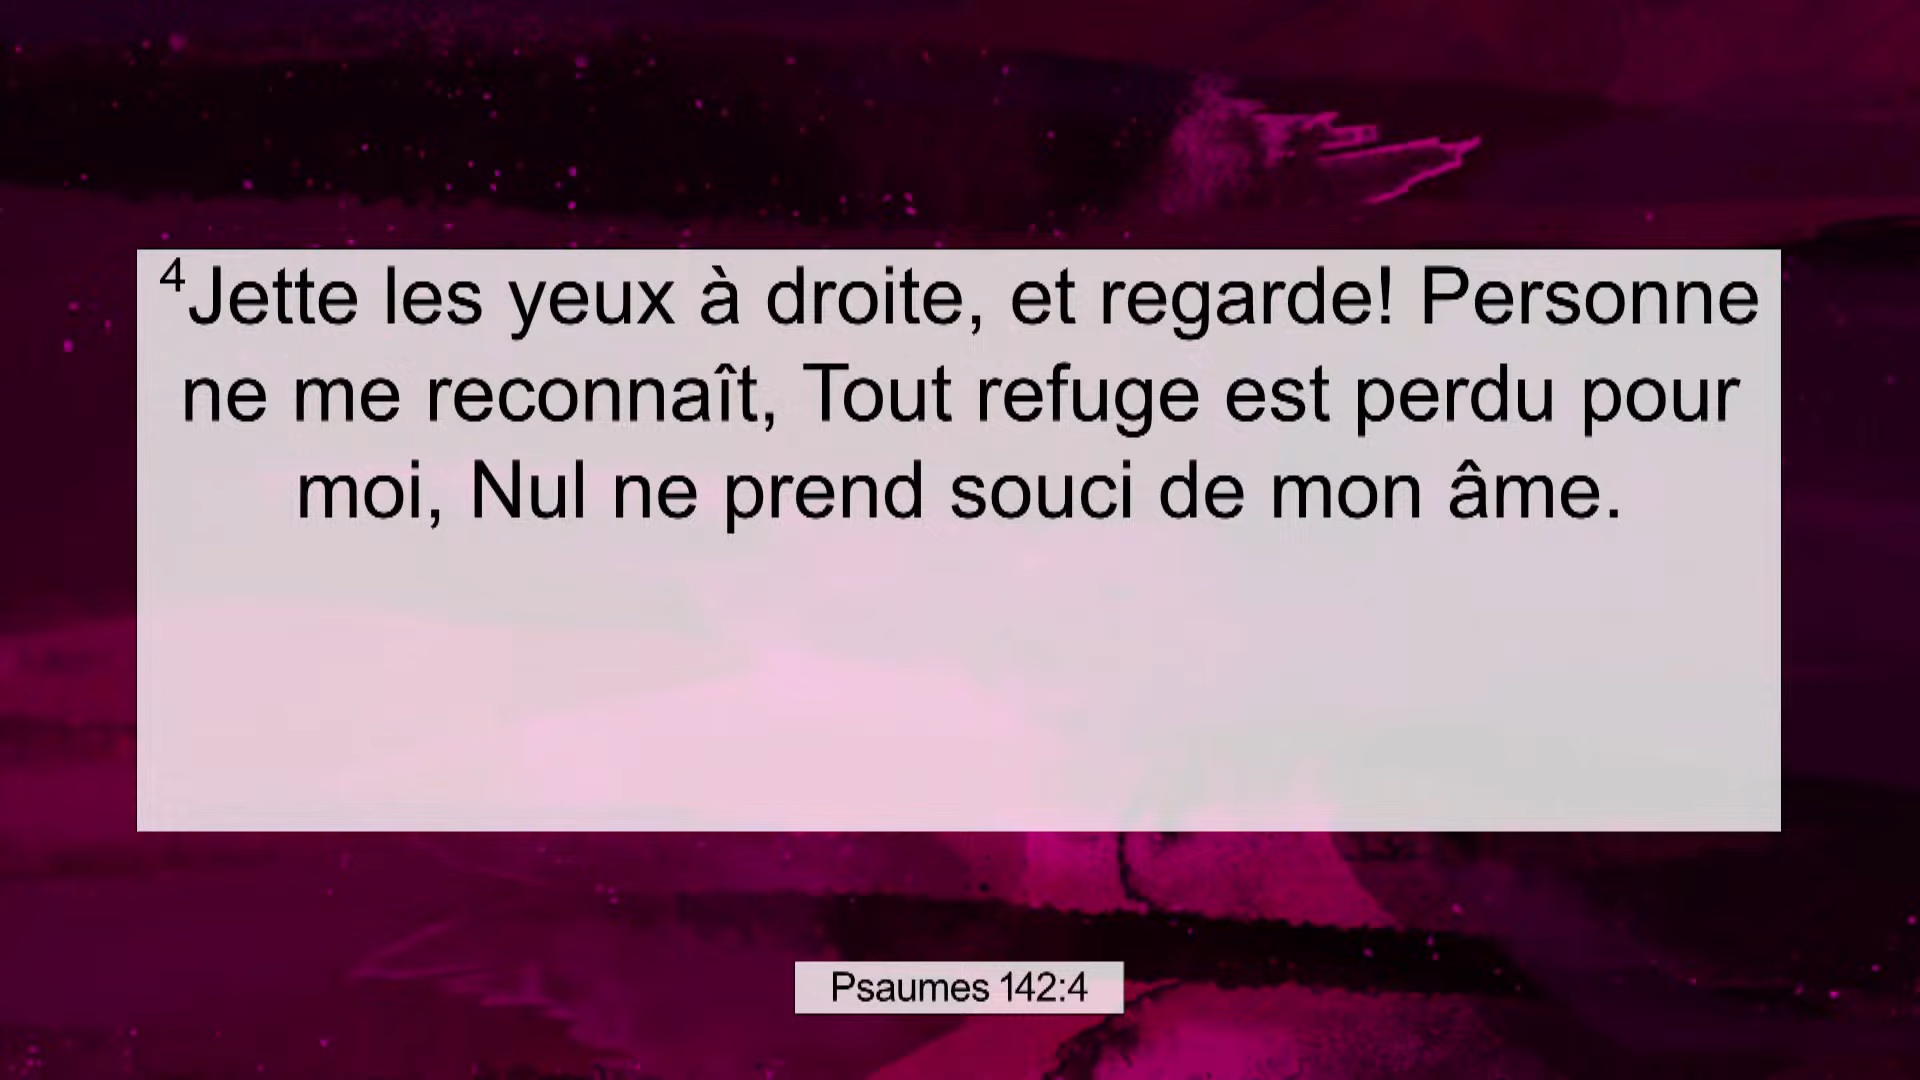 4Jette les yeux à droite, et regarde! Personne
ne me reconnaît, Tout refuge est perdu pour
moi, Nul ne prend souci de mon âme.
Psaumes 142:4